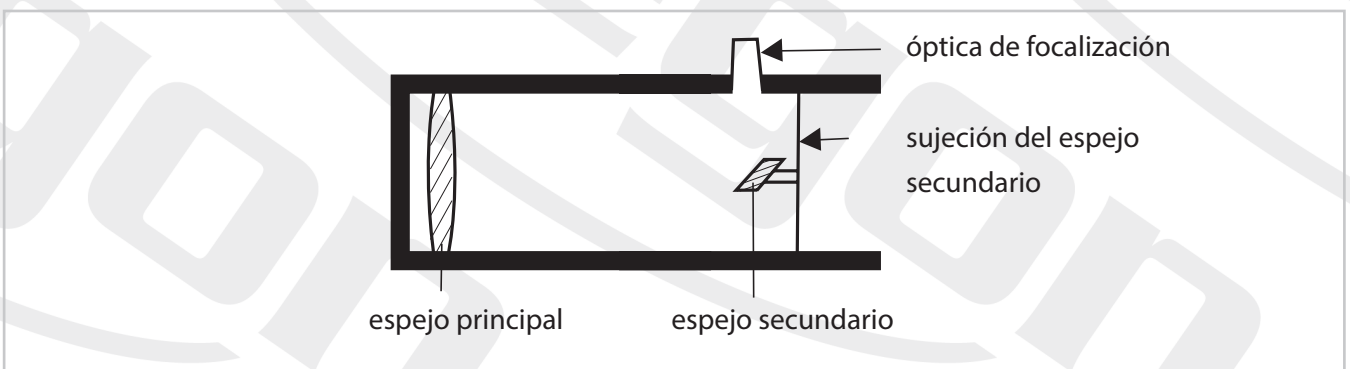 óptica de focalización
sujeción del espejo
secundario
espejo principal
espejo secundario